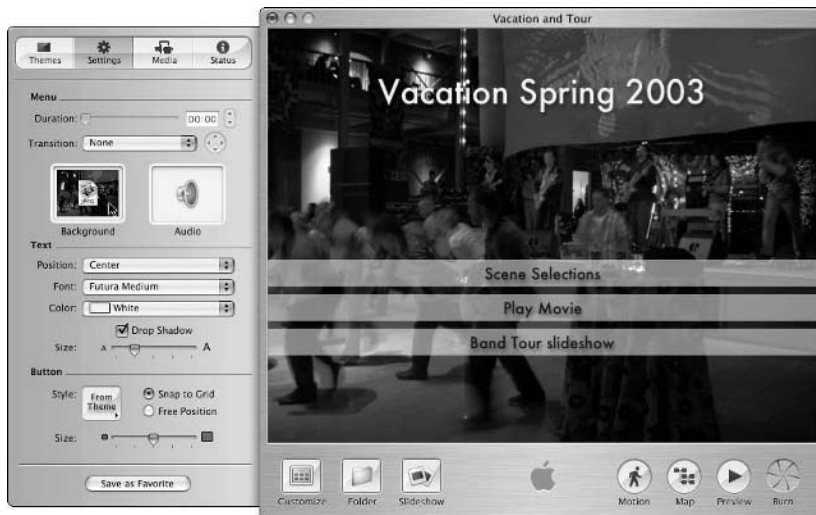 Vacation and Tour
Themes
Settings
Media
Status
Menu
Duration: 00:00
Transition: None
Background
Audio
Text
Position: Center
Font: Futura Medium
Color: White
Drop Shadow
Size: A A
Button
Style: From Theme
Snap to Grid
Free Position
Size:
Save as Favorite
Vacation Spring 2003
Scene Selections
Play Movie
Band Tour slideshow
Customize
Folder
Slideshow
Motion
Map
Preview
Burn